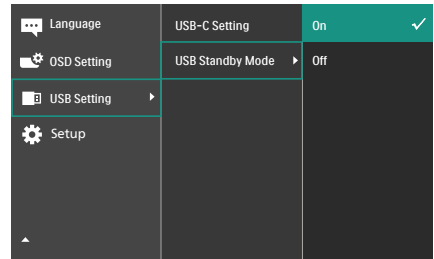 Language
OSD Setting
USB Setting
Setup
USB-C Setting
USB Standby Mode
On
Off